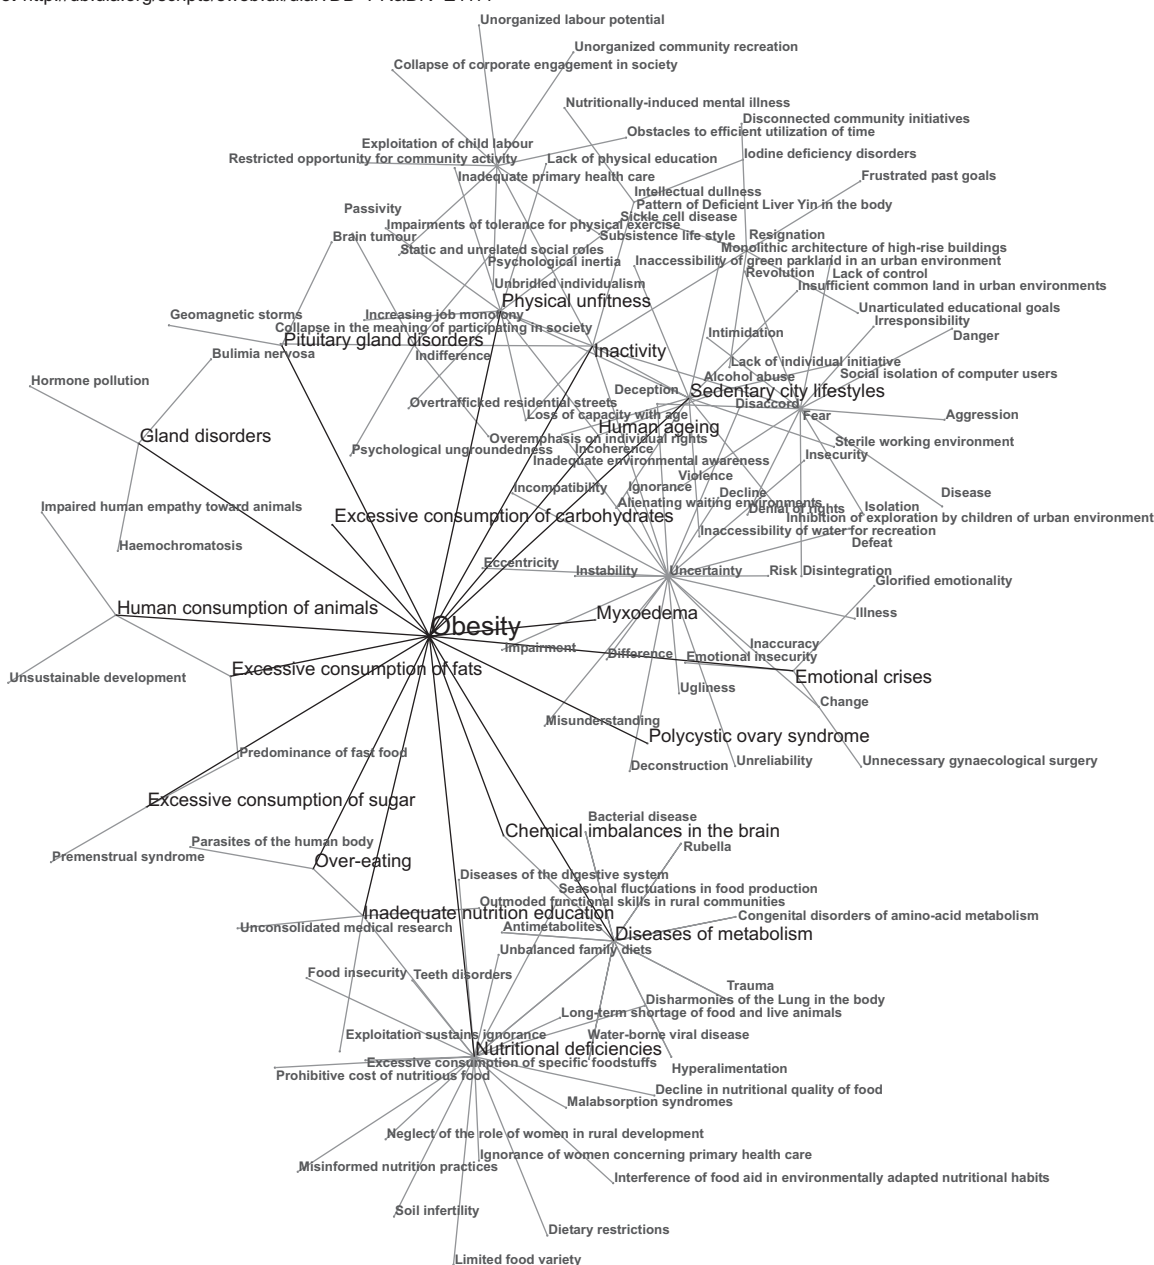 Unorganized labour potential
Unorganized community recreation
Collapse of corporate engagement in society
Nutritionally-induced mental illness
Disconnected community initiatives
Obstacles to efficient utilization of time
Exploitation of child labour
Iodine deficiency disorders
Restricted opportunity for community activity
Lack of physical education
Inadequate primary health care
Frustrated past goals
Intellectual dullness
Pattern of Deficient Liver Yin in the body
Passivity
Sickle cell disease
Impairments of tolerance for physical exercise
Brain tumour
Subsistence life style
Resignation
Static and unrelated social roles
Monolithic architecture of high-rise buildings
Psychological inertia
Inaccessibility of green parkland in an urban environment
Revolution
Lack of control
Unbridled individualism
Insufficient common land in urban environments
Physical unfitness
Unarticulated educational goals
Geomagnetic storms
Increasing job monotony
Irresponsibility
Collapse in the meaning of participating in society
Intimidation
Danger
Pituitary gland disorders
Inactivity
Bulimia nervosa
Indifference
Lack of individual initiative
Social isolation of computer users
Hormone pollution
Alcohol abuse
Deception
Sedentary city lifestyles
Overtrafficked residential streets
Disaccord
Loss of capacity with age
Fear
Aggression
Human ageing
Gland disorders
Overemphasis on individual rights
Sterile working environment
Psychological ungroundedness
Incoherence
Insecurity
Inadequate environmental awareness
Violence
Incompatibility
Ignorance
Decline
Disease
Impaired human empathy toward animals
Alienating waiting environments
Denial of rights
Isolation
Excessive consumption of carbohydrates
Inhibition of exploration by children of urban environment
Inaccessibility of water for recreation
Haemochromatosis
Defeat
Eccentricity
Instability
Uncertainty
Risk
Disintegration
Glorified emotionality
Human consumption of animals
Myxoedema
Illness
Obesity
Impairment
Difference
Inaccuracy
Emotional insecurity
Excessive consumption of fats
Unsustainable development
Emotional crises
Ugliness
Change
Misunderstanding
Polycystic ovary syndrome
Predominance of fast food
Deconstruction
Unreliability
Unnecessary gynaecological surgery
Excessive consumption of sugar
Bacterial disease
Chemical imbalances in the brain
Parasites of the human body
Rubella
Premenstrual syndrome
Over-eating
Diseases of the digestive system
Seasonal fluctuations in food production
Outmoded functional skills in rural communities
Inadequate nutrition education
Congenital disorders of amino-acid metabolism
Unconsolidated medical research
Antimetabolites
Diseases of metabolism
Unbalanced family diets
Food insecurity
Teeth disorders
Trauma
Disharmonies of the Lung in the body
Long-term shortage of food and live animals
Exploitation sustains ignorance
Water-borne viral disease
Nutritional deficiencies
Excessive consumption of specific foodstuffs
Hyperalimentation
Prohibitive cost of nutritious food
Decline in nutritional quality of food
Malabsorption syndromes
Neglect of the role of women in rural development
Ignorance of women concerning primary health care
Misinformed nutrition practices
Interference of food aid in environmentally adapted nutritional habits
Soil infertility
Dietary restrictions
Limited food variety